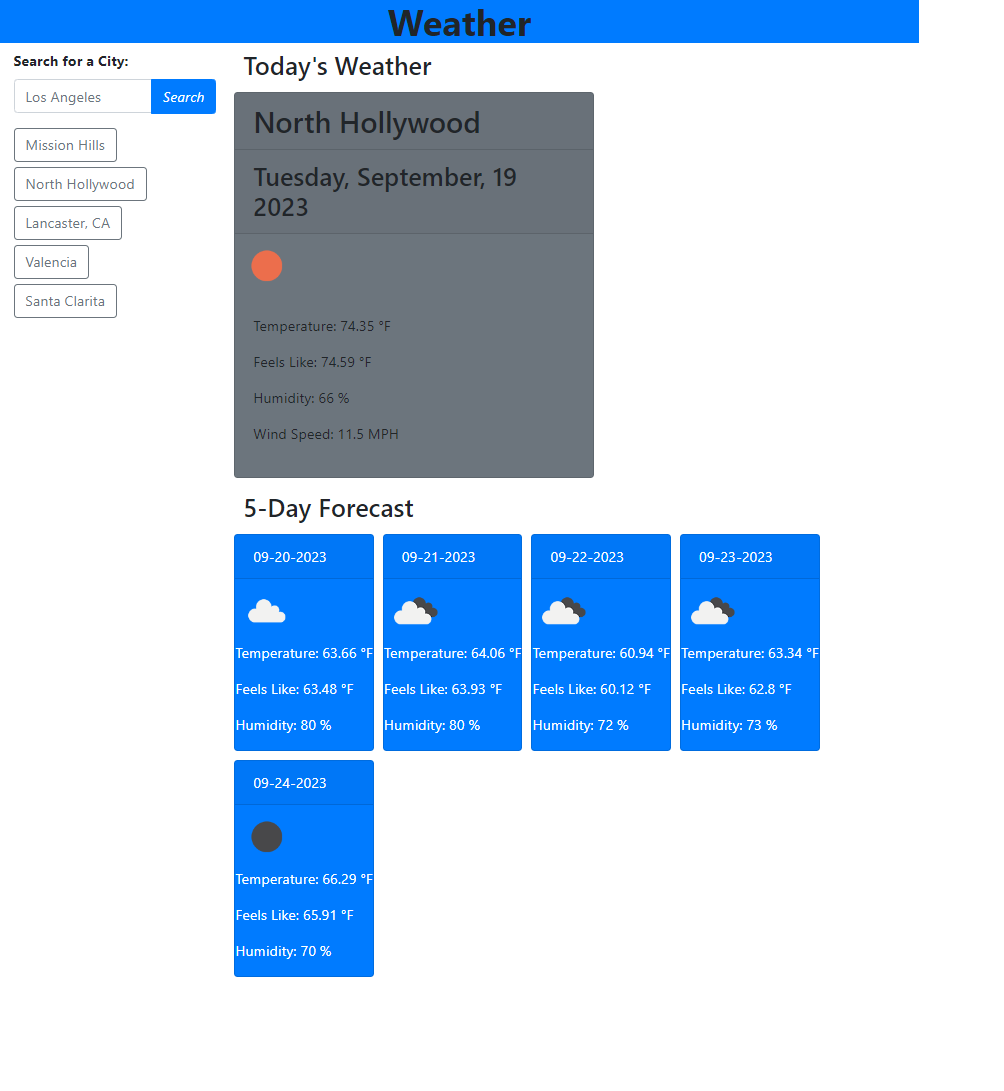 Weather
Search for a City:
Los Angeles
Search
Mission Hills
North Hollywood
Lancaster, CA
Valencia
Santa Clarita
Today's Weather
North Hollywood
Tuesday, September, 19
2023
Temperature: 74.35 °F
Feels Like: 74.59 °F
Humidity: 66 %
Wind Speed: 11.5 MPH
5-Day Forecast
09-20-2023
Temperature: 63.66 °F
Feels Like: 63.48 °F
Humidity: 80 %
09-21-2023
Temperature: 64.06 °F
Feels Like: 63.93 °F
Humidity: 80 %
09-22-2023
Temperature: 60.94 °F
Feels Like: 60.12 °F
Humidity: 72 %
09-23-2023
Temperature: 63.34 °F
Feels Like: 62.8 °F
Humidity: 73 %
09-24-2023
Temperature: 66.29 °F
Feels Like: 65.91 °F
Humidity: 70 %